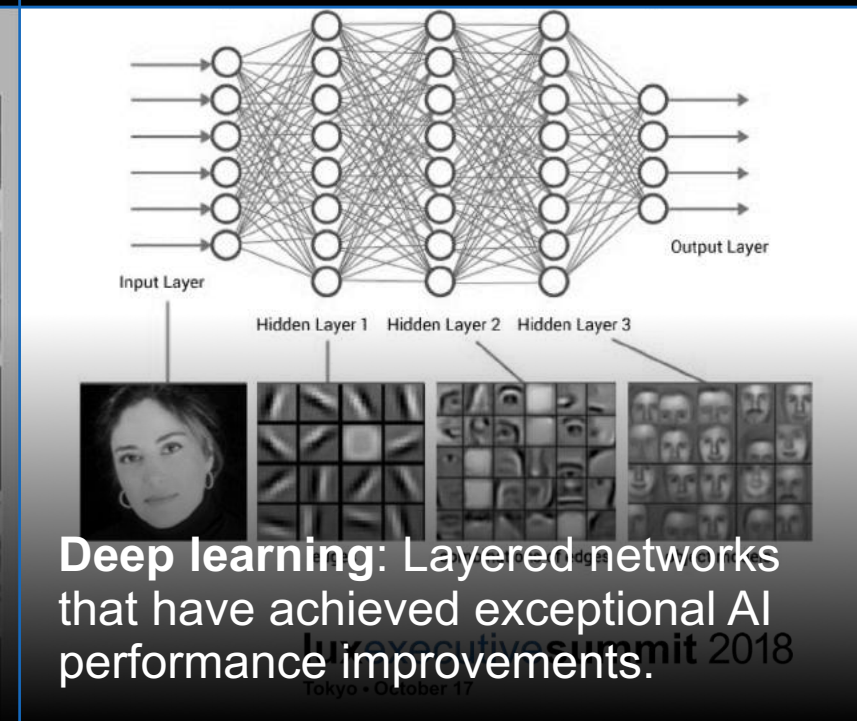 Output Layer
Input Layer
Hidden Layer 1 Hidden Layer 2 Hidden Layer 3
Deep learning: Layered networks
that have achieved exceptional AI
performance improvements.
luxexecutivesummit 2018
Tokyo • October 17